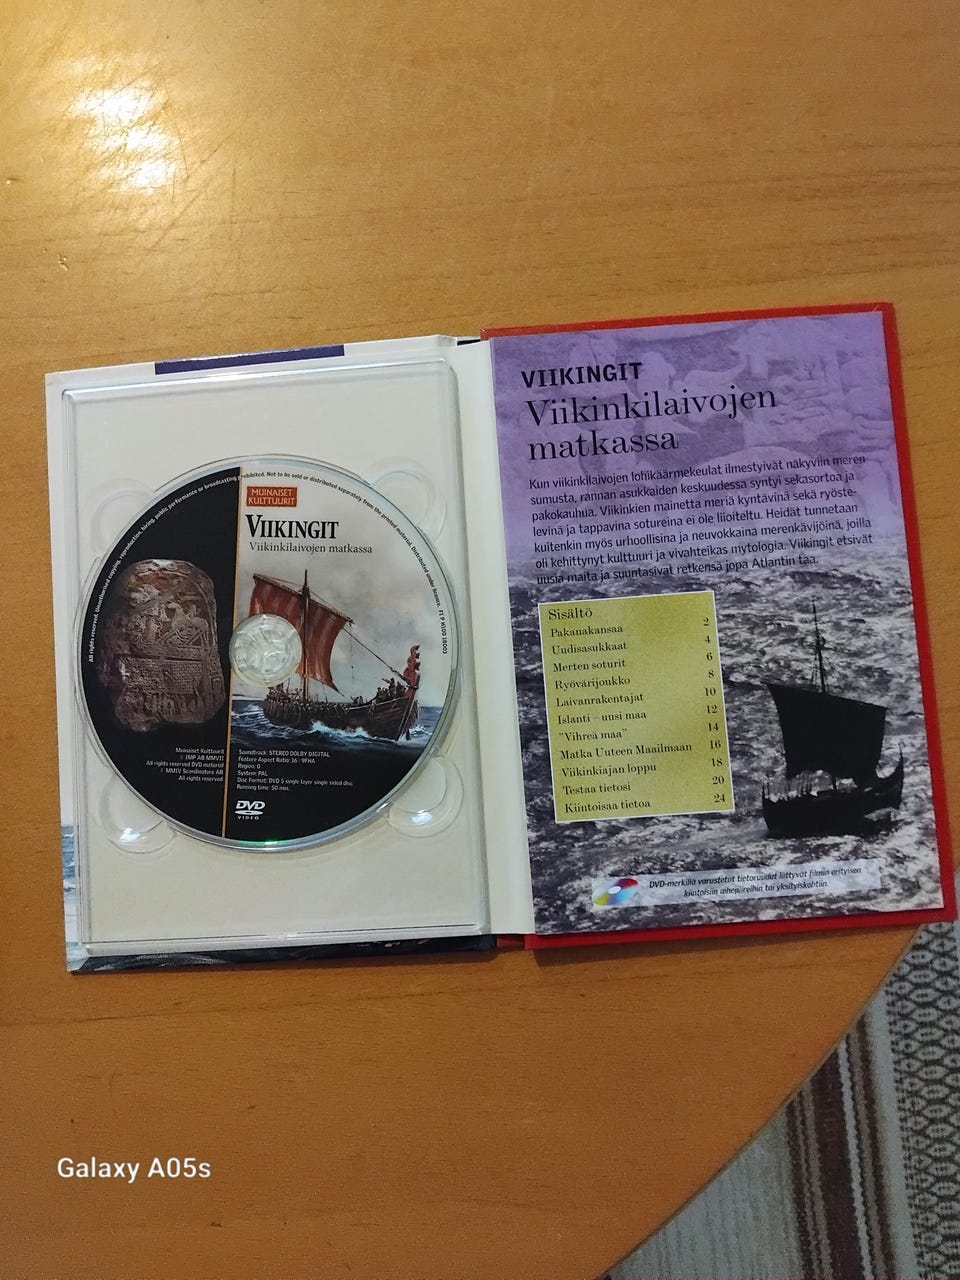 All rights reserved. Unauthorised copying, reproduction, hiring, public performance or broadcasting prohibited. Not to be sold or distributed separately from the printed material. Distributed under licence.
MUINAISET
KULTTUURIT
VIIKINGIT
Viikinkilaivojen matkassa
Muinaiset Kulttuurit
IMP AB MMVII
All rights reserved DVD material
MMIV Scandinature AB
All rights reserved
Soundtrack: STEREO DOLBY DIGITAL
Feature Aspect Ratio: 16:9FHA
Region: 0
System: PAL
Disc Format: DVD 5 single layer single sided disc
Running time: 50 min.
DVD
VIDEO
VIIKINGIT
Viikinkilaivojen
matkassa
Kun viikinkilaivojen lohikäärmekeulat ilmestyivät näkyviin meren
sumusta, rannan asukkaiden keskuudessa syntyi sekasortoa ja
pakokauhua. Viikinkien mainetta meriä kyntävinä sekä ryöste-
levinä ja tappavina sotureina ei ole liioiteltu. Heidät tunnetaan
kuitenkin myös urhoollisina ja neuvokkaina merenkävijöinä, joilla
oli kehittynyt kulttuuri ja vivahteikas mytologia. Viikingit etsivät
uusia maita ja suuntasivat retkensä jopa Atlantin taa.
Sisältö
Pakanakansaa 2
Uudisasukkaat 4
Merten soturit 6
Ryövärijoukko 8
Laivanrakentajat 10
Islanti – uusi maa 12
"Vihreä maa" 14
Matka Uuteen Maailmaan 16
Viikinkiajan loppu 18
Testaa tietosi 20
Kiintoisaa tietoa 24
DVD-merkillä varustetut tietoruudut liittyvät filmin erityisen
kiintoisiin aihepiireihin tai yksityiskohtiin.
Galaxy A05s